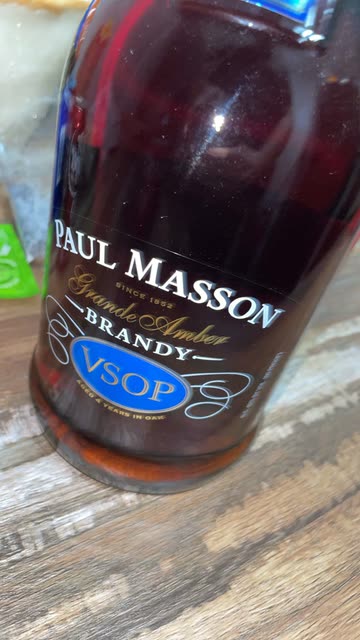 PAUL MASSON
SINCE 1852
Grande Amber
BRANDY
VSOP
AGED 4 YEARS IN OAK